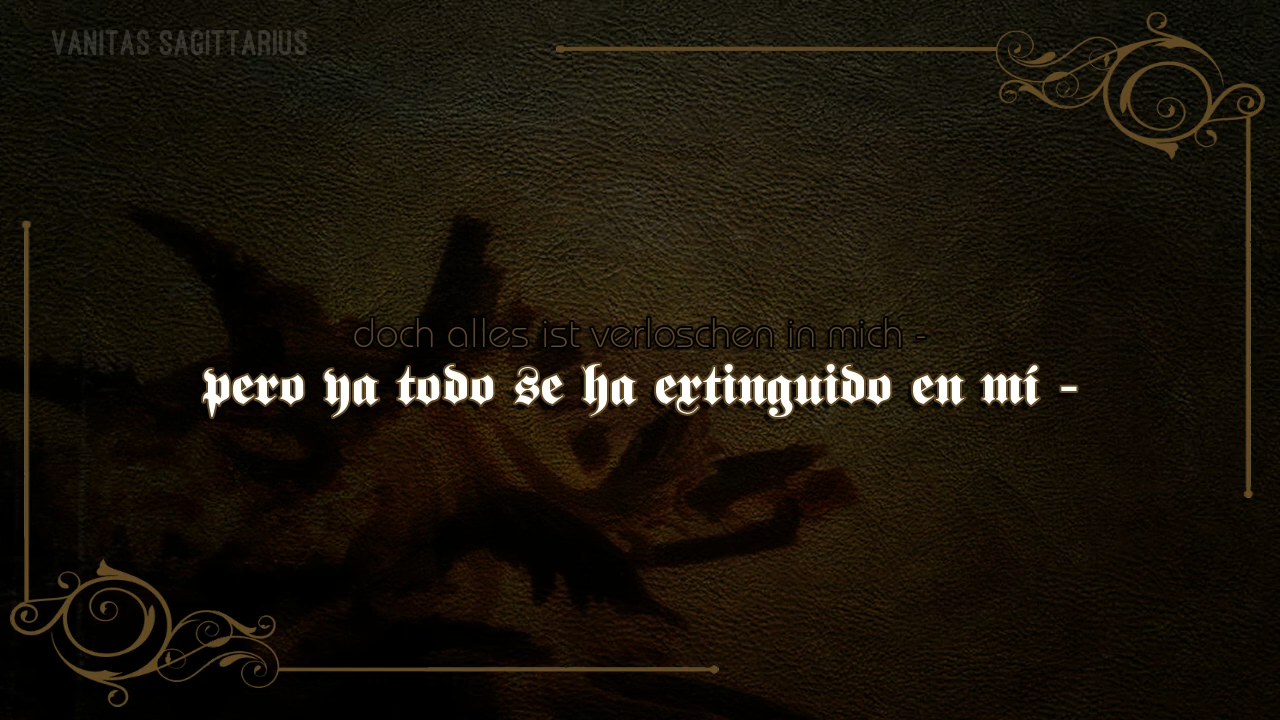 VANITAS SAGITTARIUS
doch alles ist verloschen in mich -
pero ya todo se ha extinguido en mí -